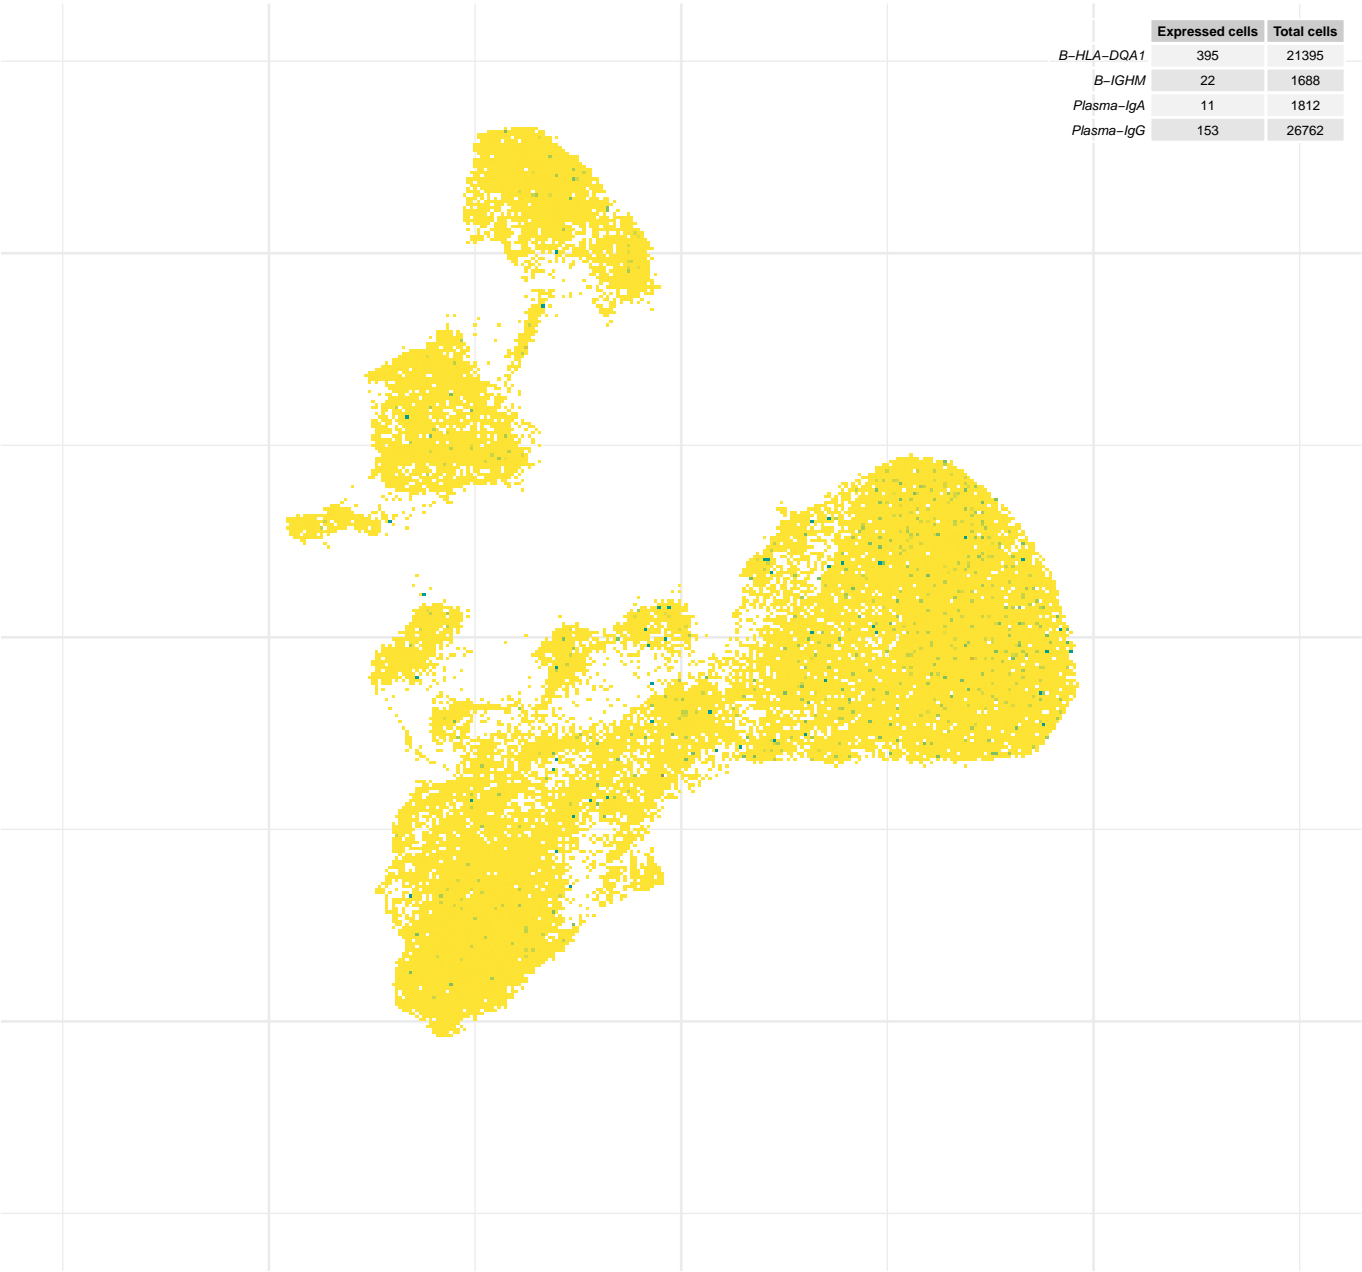 Expressed cells Total cells
B−HLA−DQA1 395 21395
B−IGHM 22 1688
Plasma−IgA 11 1812
Plasma−IgG 153 26762